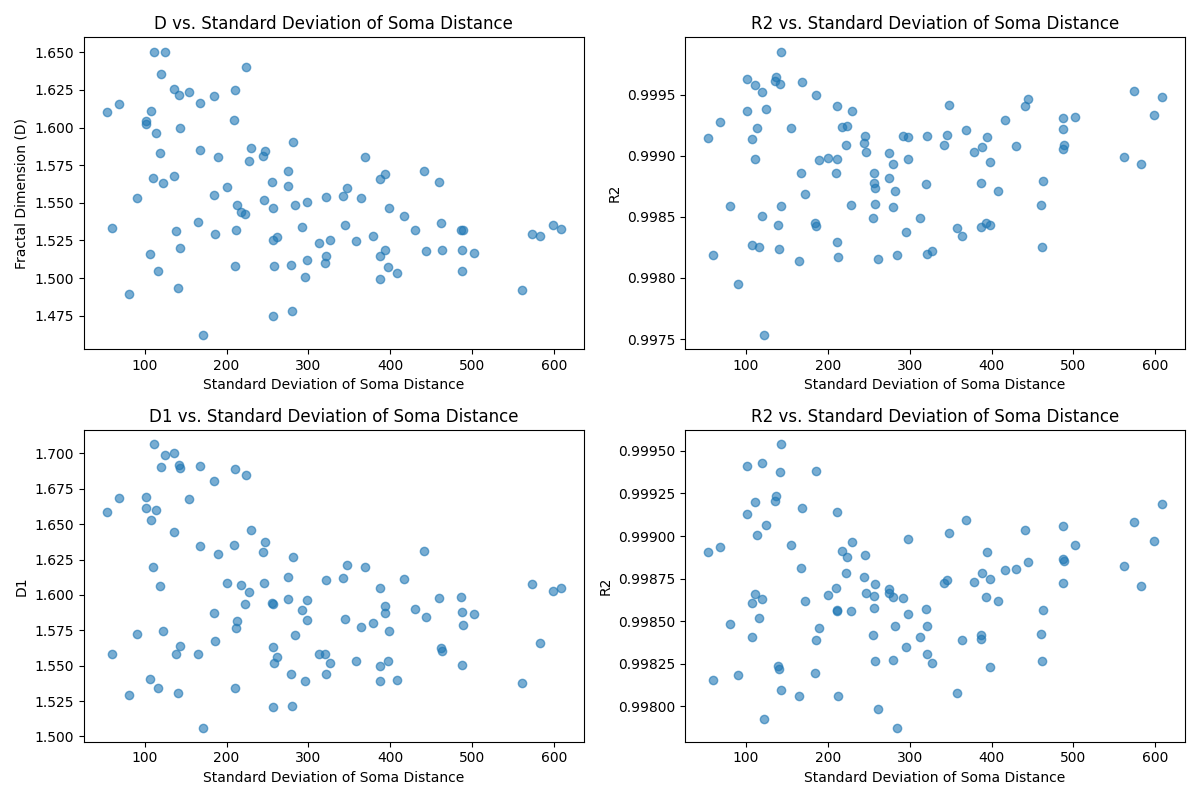 D vs. Standard Deviation of Soma Distance
Fractal Dimension (D)
1.650
1.625
1.600
1.575
1.550
1.525
1.500
1.475
100 200 300 400 500 600
Standard Deviation of Soma Distance
R2 vs. Standard Deviation of Soma Distance
R2
0.9995
0.9990
0.9985
0.9980
0.9975
100 200 300 400 500 600
Standard Deviation of Soma Distance
D1 vs. Standard Deviation of Soma Distance
D1
1.700
1.675
1.650
1.625
1.600
1.575
1.550
1.525
1.500
100 200 300 400 500 600
Standard Deviation of Soma Distance
R2 vs. Standard Deviation of Soma Distance
R2
0.99950
0.99925
0.99900
0.99875
0.99850
0.99825
0.99800
100 200 300 400 500 600
Standard Deviation of Soma Distance